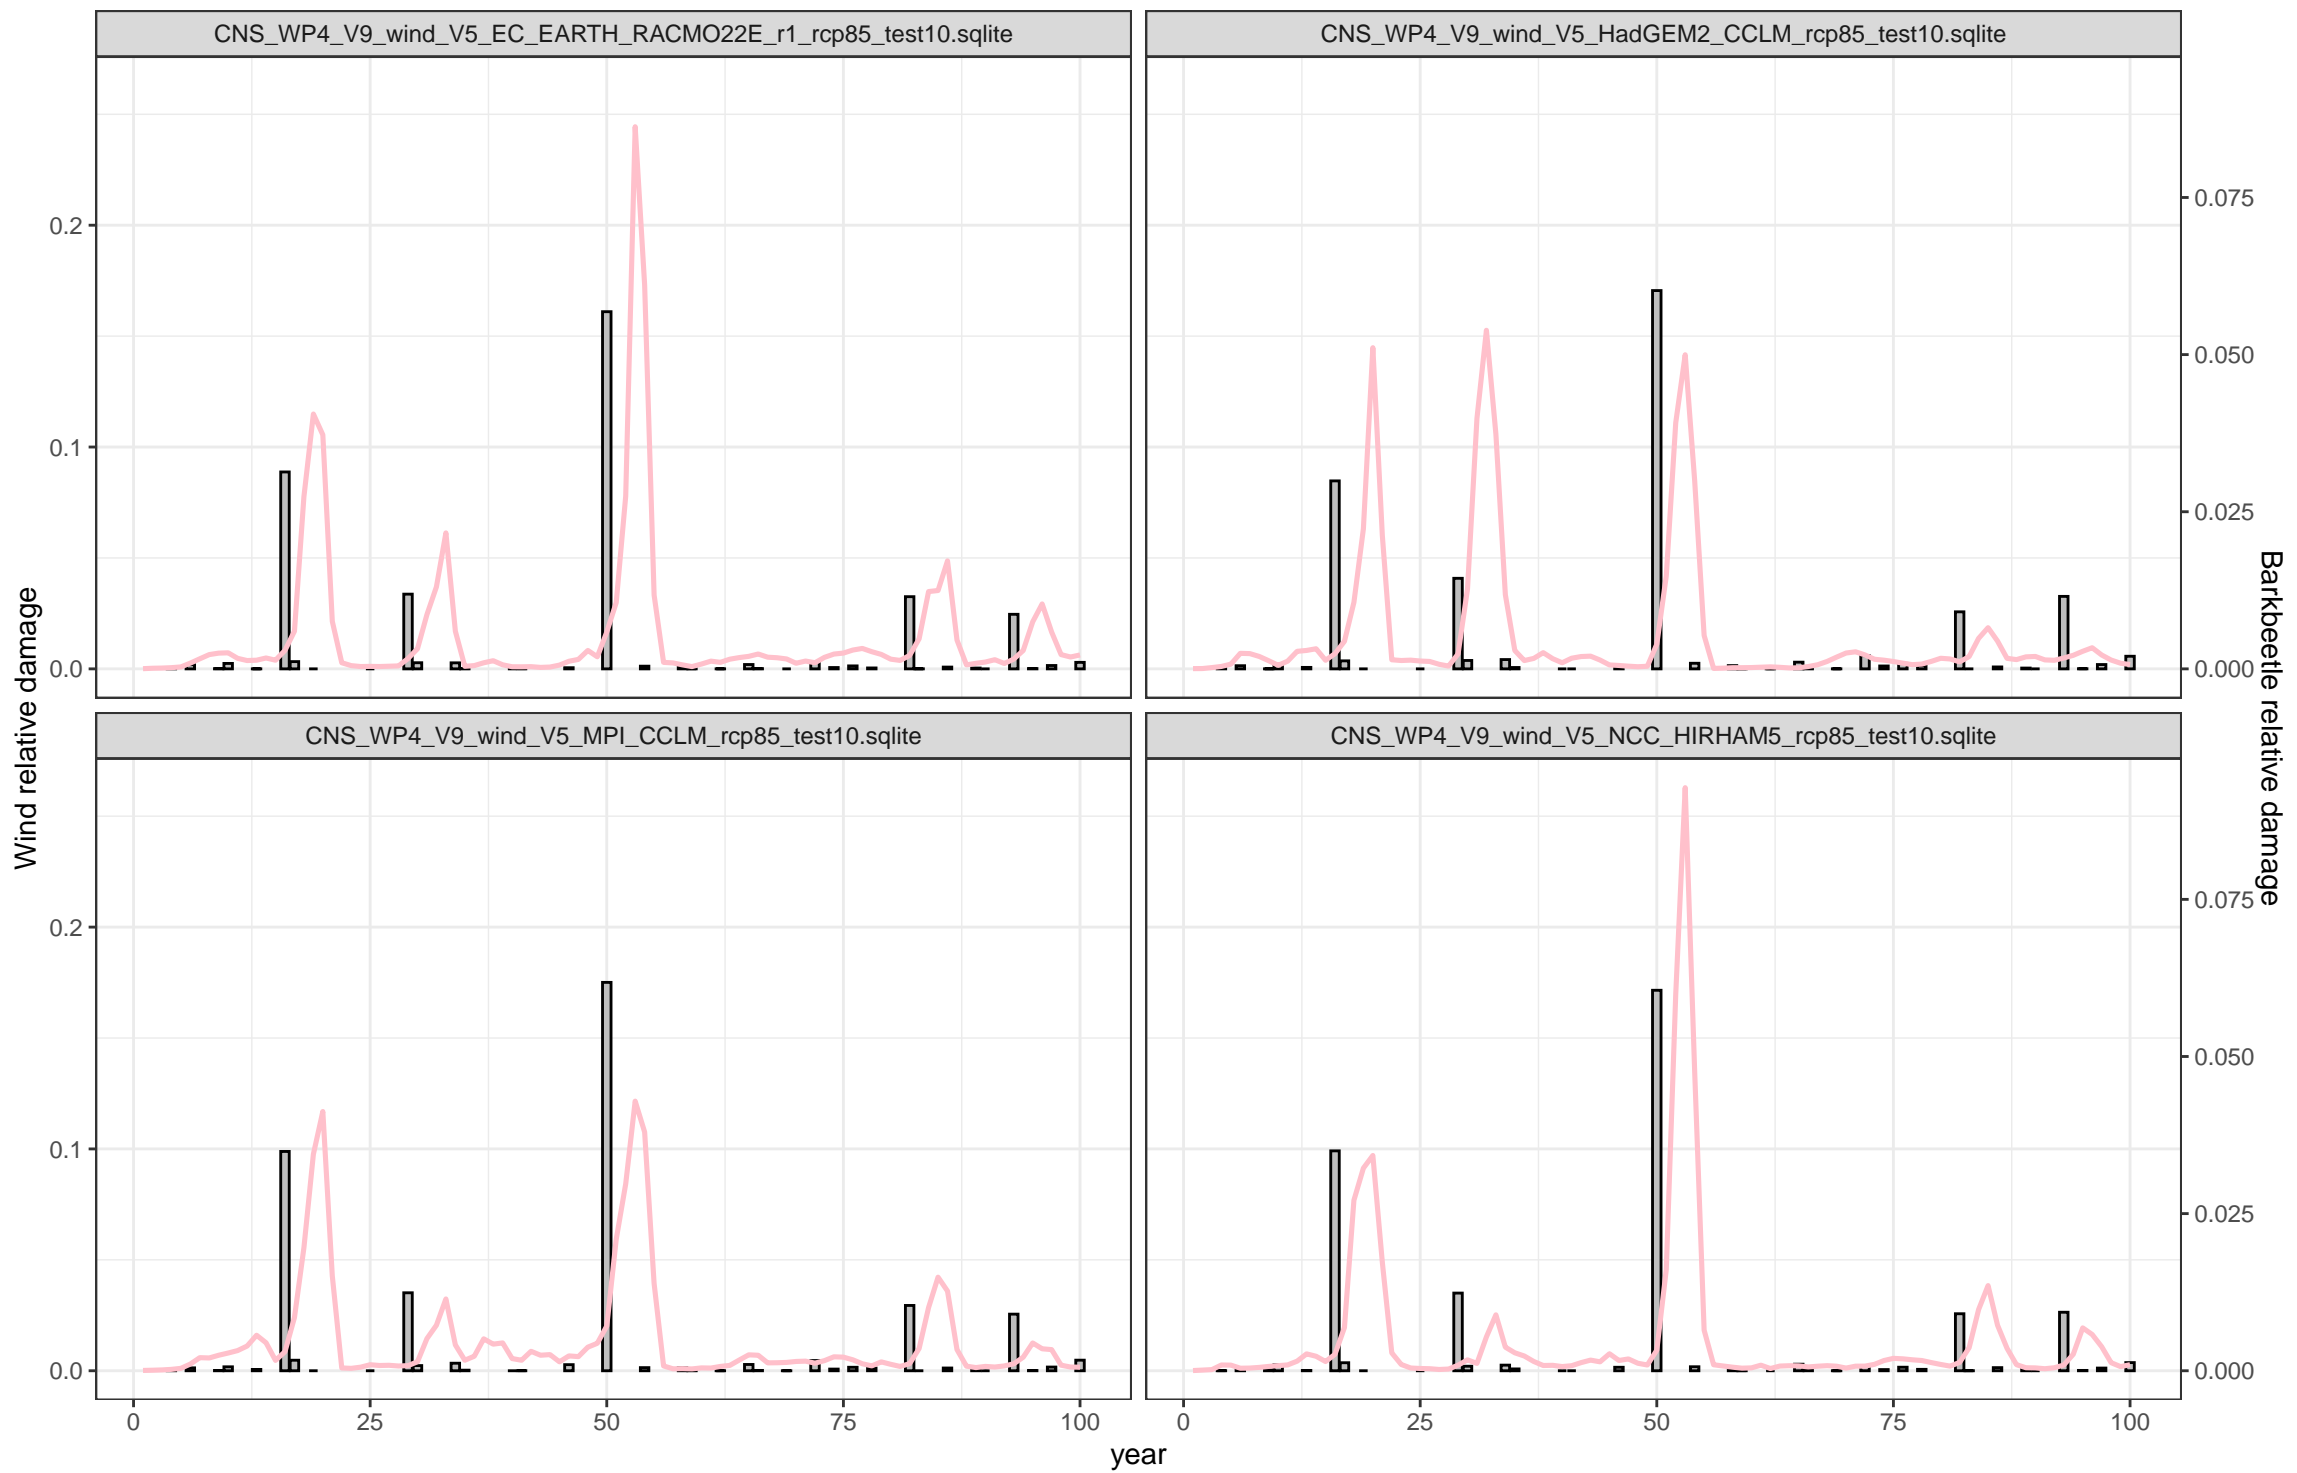 CNS_WP4_V9_wind_V5_EC_EARTH_RACMO22E_r1_rcp85_test10.sqlite
CNS_WP4_V9_wind_V5_HadGEM2_CCLM_rcp85_test10.sqlite
0.2
0.1
0.0
0.075
0.050
0.025
0.000
CNS_WP4_V9_wind_V5_MPI_CCLM_rcp85_test10.sqlite
CNS_WP4_V9_wind_V5_NCC_HIRHAM5_rcp85_test10.sqlite
0.2
0.1
0.0
0.075
0.050
0.025
0.000
0 25 50 75 100
0 25 50 75 100
year
Wind relative damage
Barkbeetle relative damage